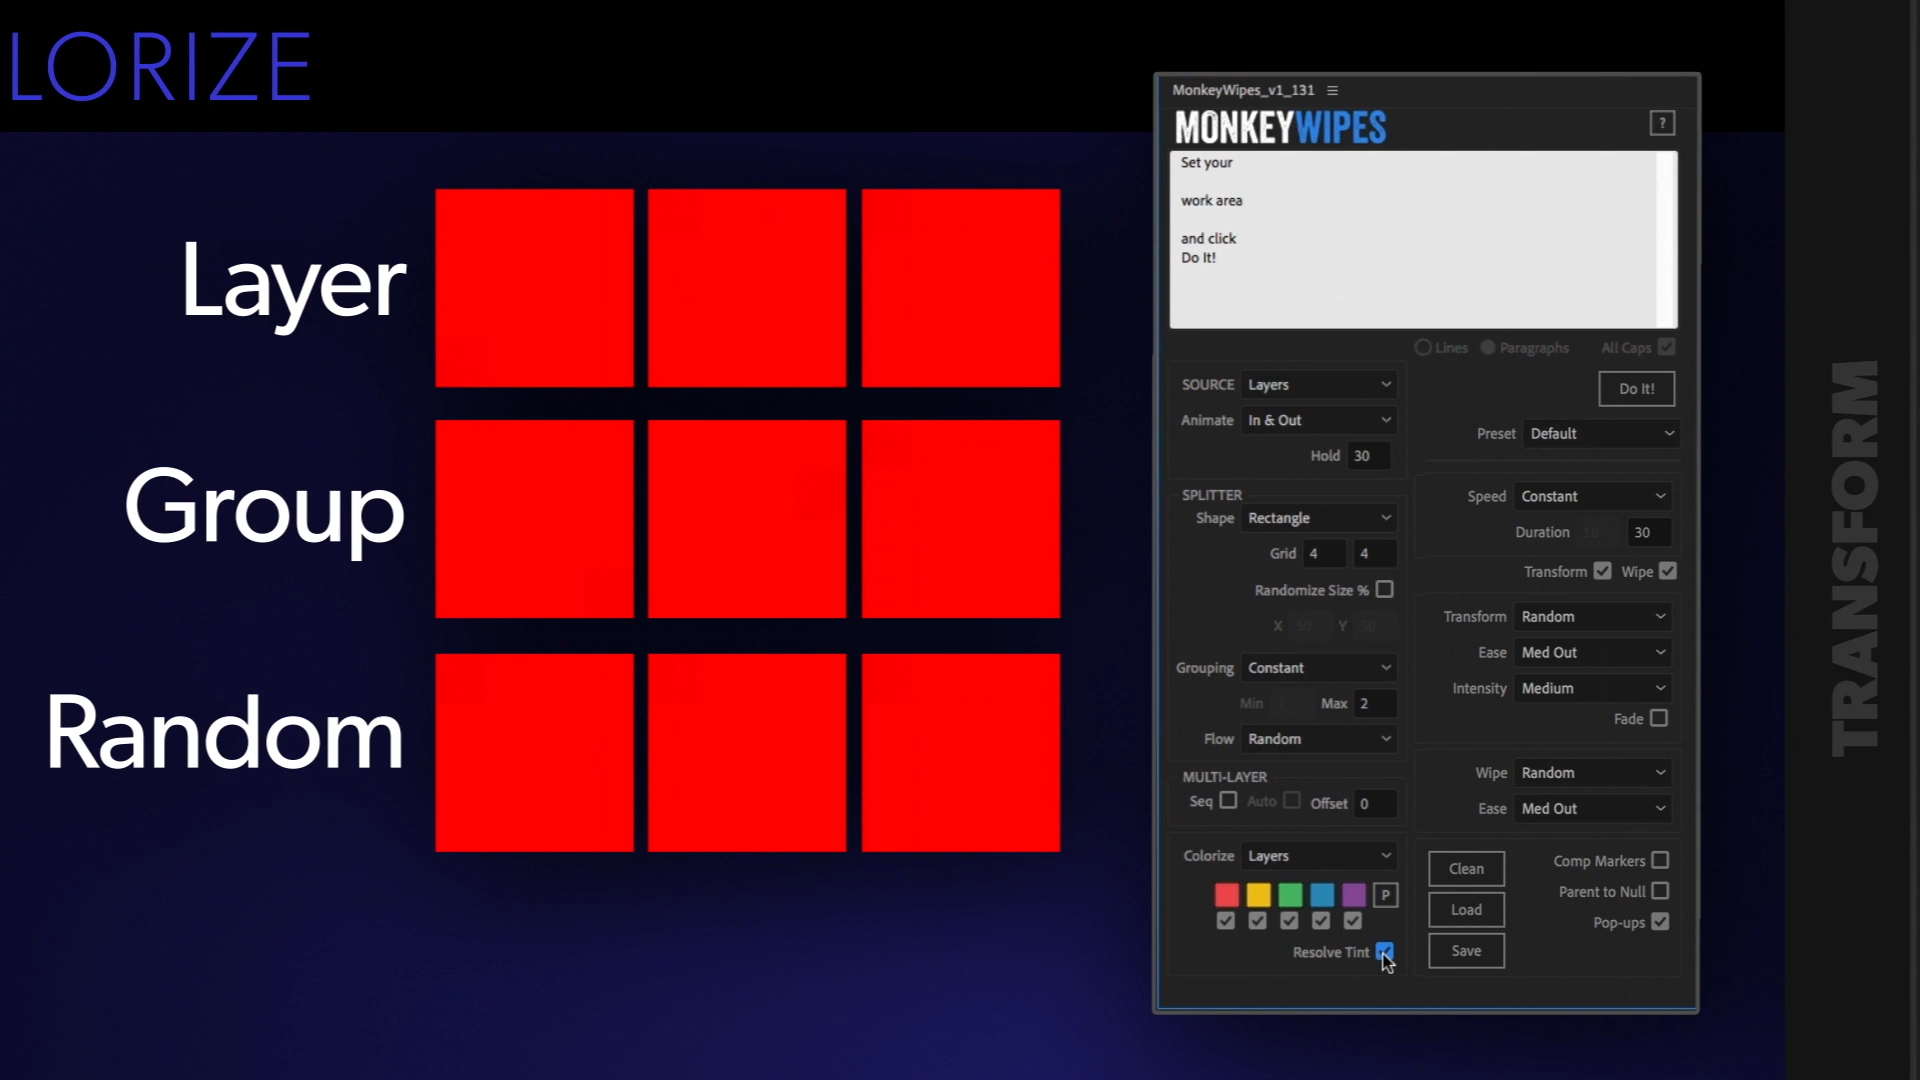 LORIZE
Layer
Group
Random
MonkeyWipes_v1_131
MONKEYWIPES
?
Set your
work area
and click
Do It!
Lines Paragraphs All Caps
SOURCE Layers
Do It!
Animate In & Out
Preset Default
Hold 30
SPLITTER
Speed Constant
Shape Rectangle
Duration 10 30
Grid 4 4
Transform Wipe
Randomize Size %
X 50 Y 50
Transform Random
Ease Med Out
Grouping Constant
Intensity Medium
Min 1 Max 2
Fade
Flow Random
Wipe Random
MULTI-LAYER
Seq Auto Offset 0
Ease Med Out
Colorize Layers
Comp Markers
Clean
P
Parent to Null
Load
Pop-ups
Resolve Tint
Save
TRANSFORM